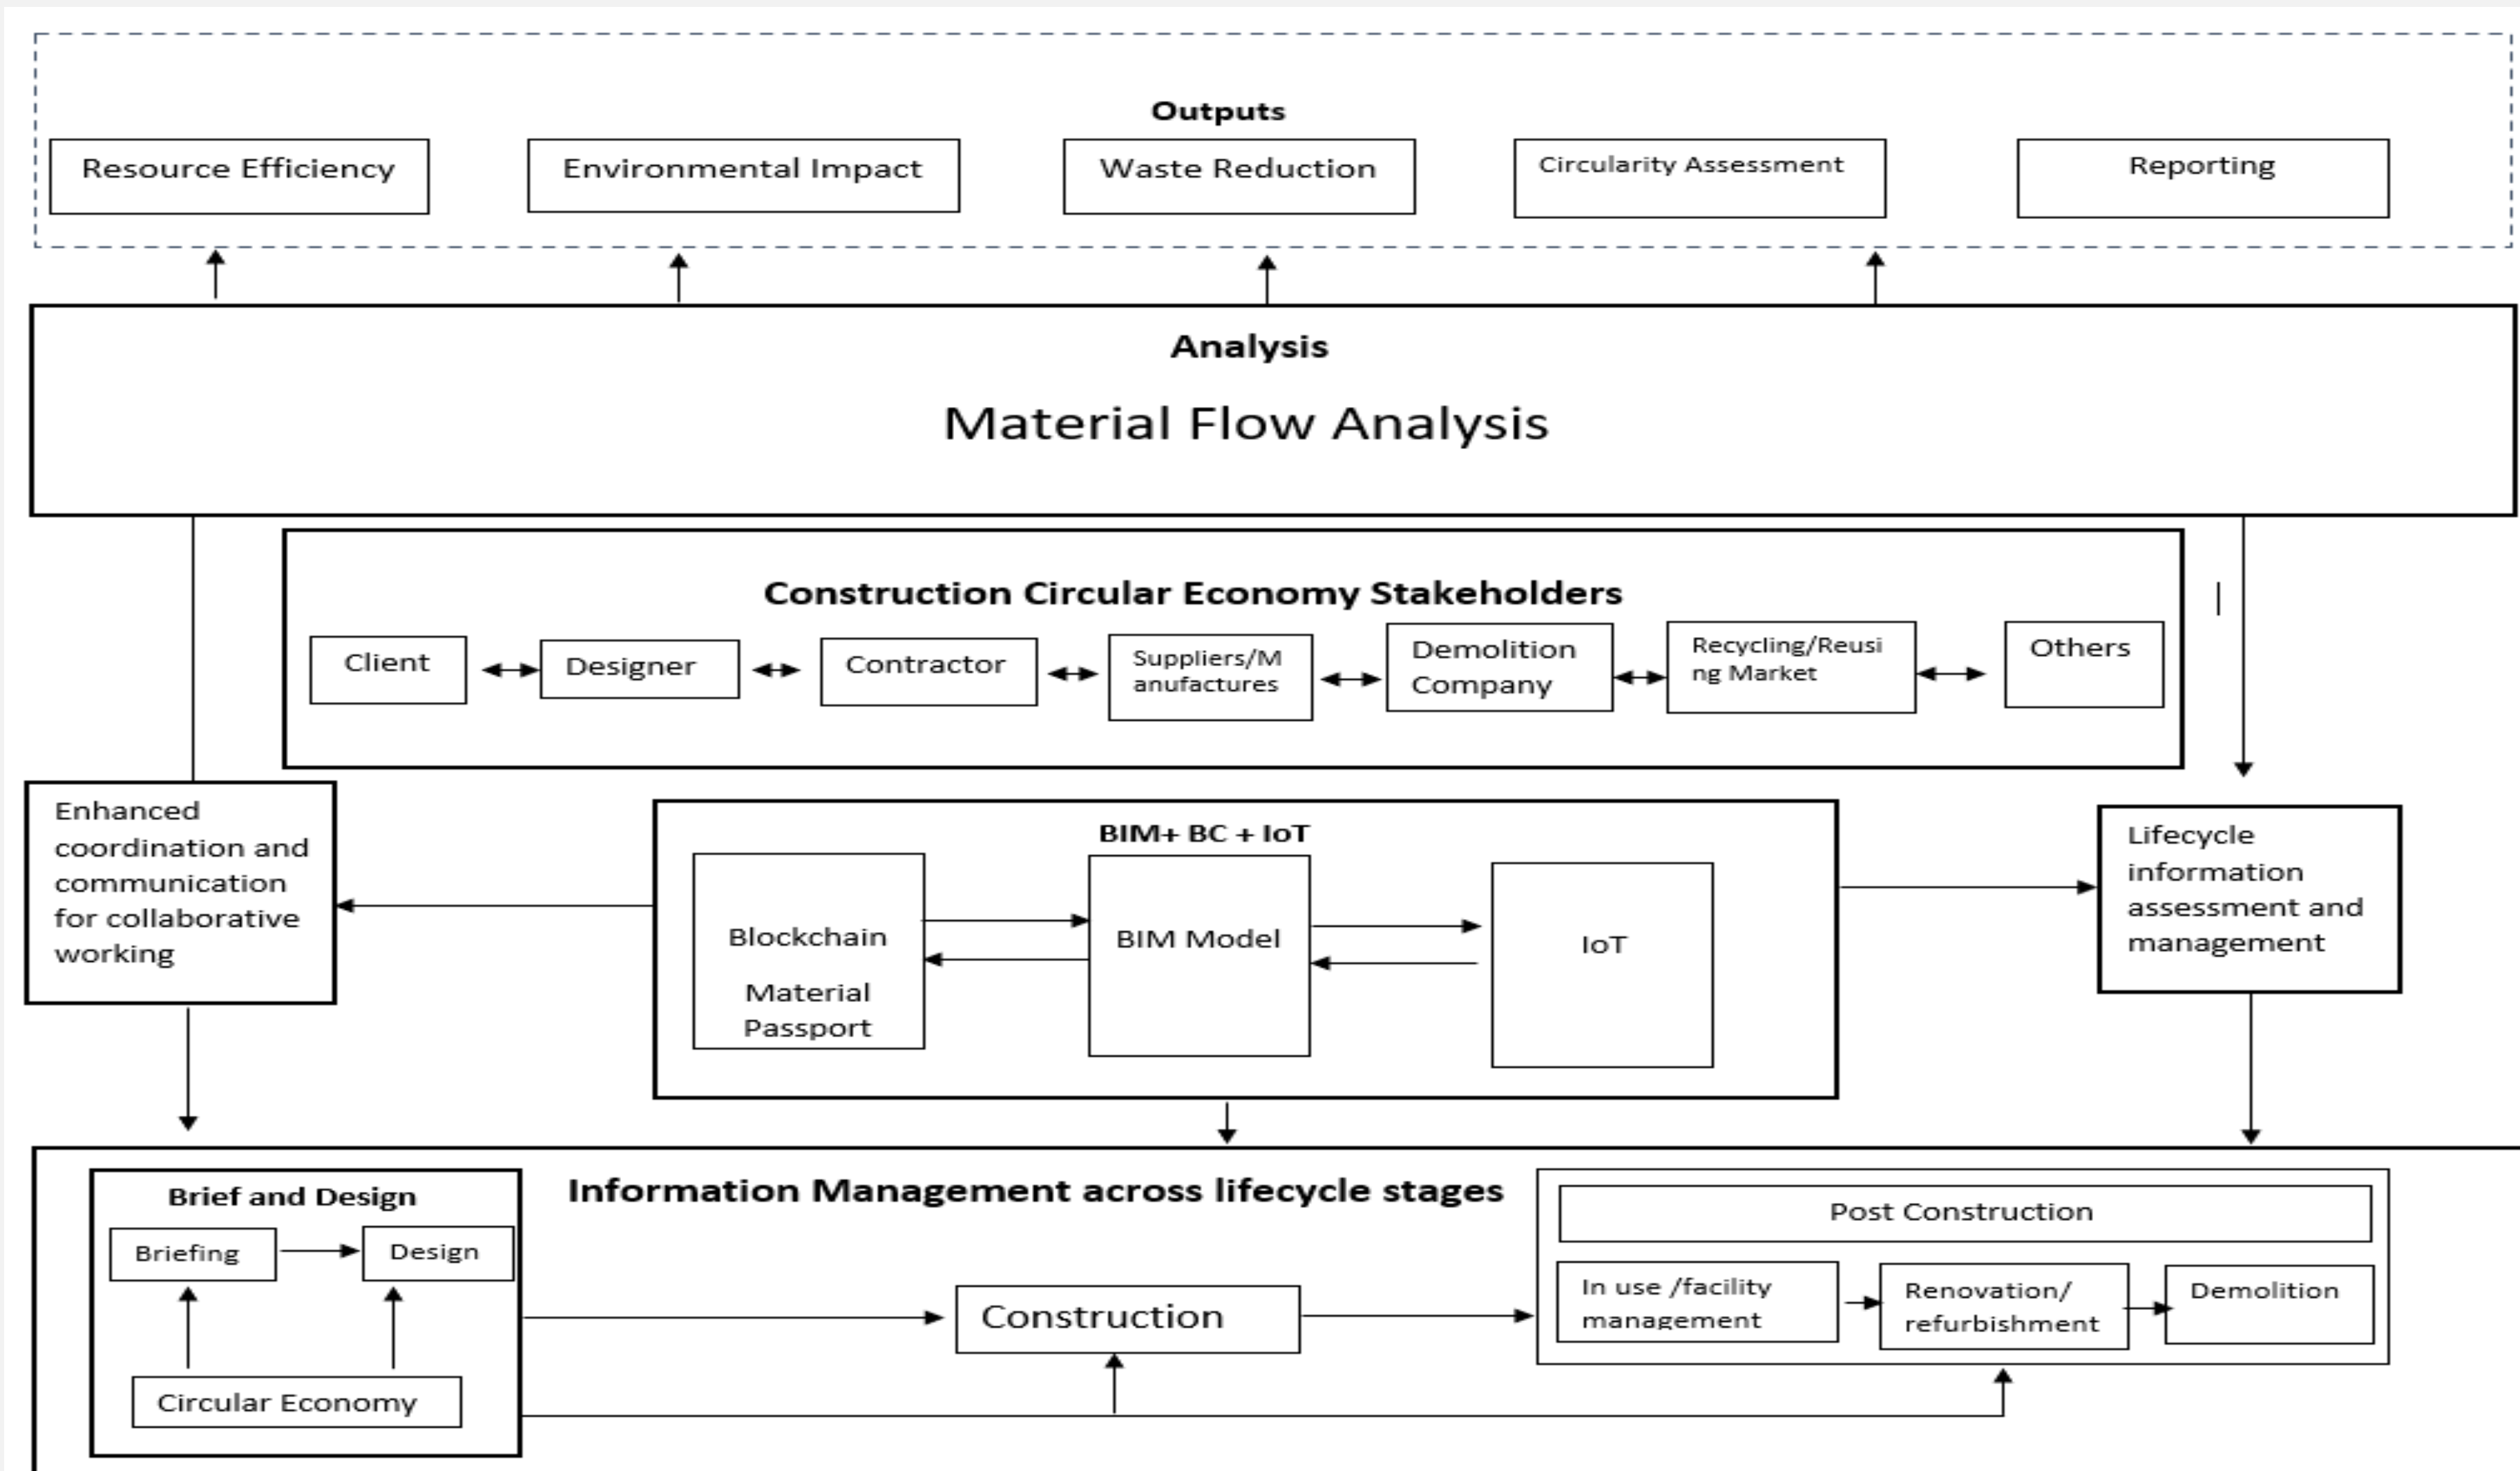 Outputs
Resource Efficiency
Environmental Impact
Waste Reduction
Circularity Assessment
Reporting
Analysis
Material Flow Analysis
Construction Circular Economy Stakeholders
Client
Designer
Contractor
Suppliers/M
anufactures
Demolition
Company
Recycling/Reusi
ng Market
Others
Enhanced
coordination and
communication
for collaborative
working
BIM+ BC + IoT
Blockchain
Material
Passport
BIM Model
IoT
Lifecycle
information
assessment and
management
Information Management across lifecycle stages
Brief and Design
Briefing
Design
Circular Economy
Construction
Post Construction
In use /facility
management
Renovation/
refurbishment
Demolition